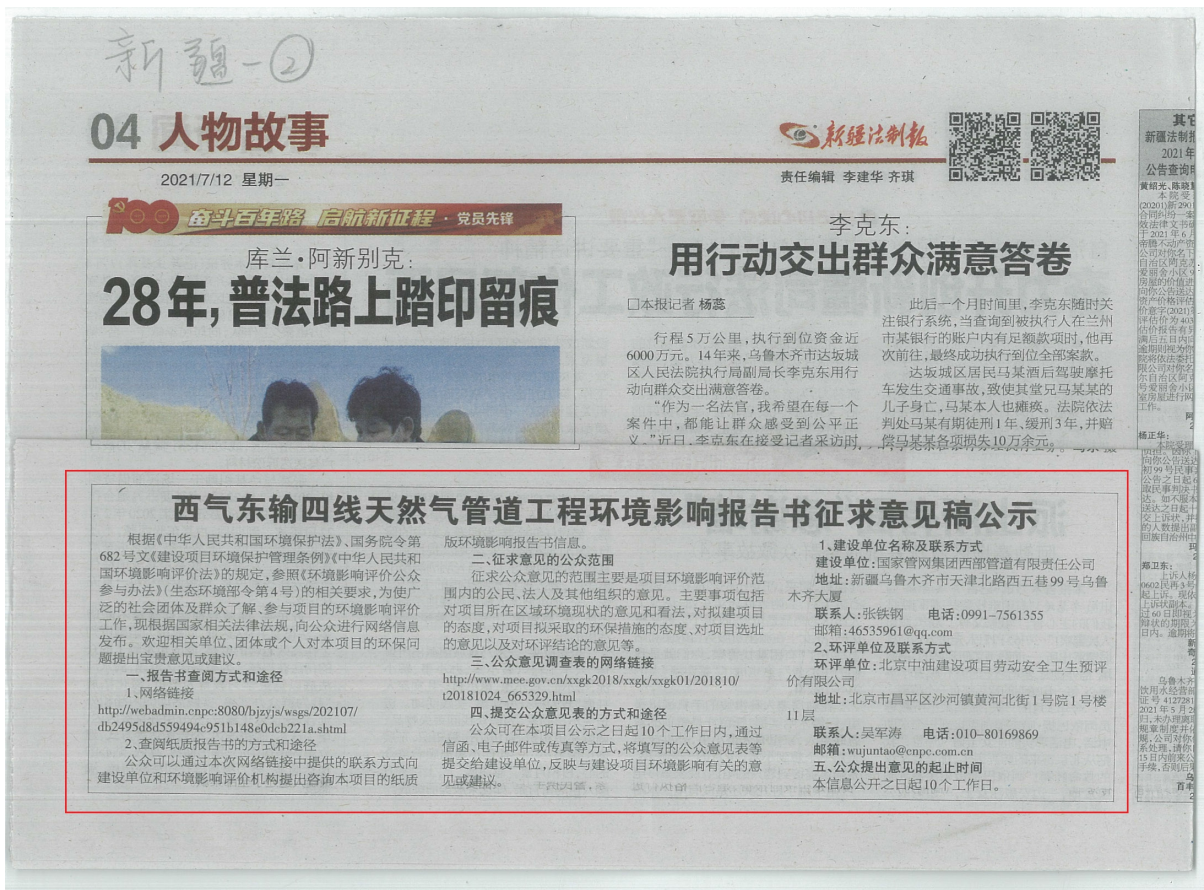 新疆-②
04 人物故事
新疆法制报
2021/7/12 星期一
责任编辑 李建华 齐琪
100 奋斗百年路 启航新征程·党员先锋
库兰·阿新别克：
28年，普法路上踏印留痕
李克东：
用行动交出群众满意答卷
□本报记者 杨蕊
行程5万公里，执行到位资金近
6000万元。14年来，乌鲁木齐市达坂城
区人民法院执行局副局长李克东用行
动向群众交出满意答卷。
“作为一名法官，我希望在每一个
案件中，都能让群众感受到公平正
义。”近日，李克东在接受记者采访时
此后一个月时间里，李克东随时关
注银行系统，当查询到被执行人在兰州
市某银行的账户内有足额款项时，他再
次前往，最终成功执行到位全部案款。
达坂城区居民马某酒后驾驶摩托
车发生交通事故，致使其堂兄马某某的
儿子身亡，马某本人也瘫痪。法院依法
判处马某有期徒刑1年、缓刑3年，并赔
偿马某某各项损失10万余元。
西气东输四线天然气管道工程环境影响报告书征求意见稿公示
根据《中华人民共和国环境保护法》、国务院令第
682号文《建设项目环境保护管理条例》《中华人民共和
国环境影响评价法》的规定，参照《环境影响评价公众
参与办法》（生态环境部令第4号）的相关要求，为使广
泛的社会团体及群众了解、参与项目的环境影响评价
工作，现根据国家相关法律法规，向公众进行网络信息
发布。欢迎相关单位、团体或个人对本项目的环保问
题提出宝贵意见或建议。
一、报告书查阅方式和途径
1、网络链接
http://webadmin.cnpc:8080/bjzyjs/wsgs/202107/
db2495d8d559494c951b148e0dcb221a.shtml
2、查阅纸质报告书的方式和途径
公众可以通过本次网络链接中提供的联系方式向
建设单位和环境影响评价机构提出咨询本项目的纸质
版环境影响报告书信息。
二、征求意见的公众范围
征求公众意见的范围主要是项目环境影响评价范
围内的公民、法人及其他组织的意见。主要事项包括
对项目所在区域环境现状的意见和看法，对拟建项目
的态度，对项目拟采取的环保措施的态度、对项目选址
的意见以及对环评结论的意见等。
三、公众意见调查表的网络链接
http://www.mee.gov.cn/xxgk2018/xxgk/xxgk01/201810/
t20181024_665329.html
四、提交公众意见表的方式和途径
公众可在本项目公示之日起10个工作日内，通过
信函、电子邮件或传真等方式，将填写的公众意见表等
提交给建设单位，反映与建设项目环境影响有关的意
见或建议。
1、建设单位名称及联系方式
建设单位：国家管网集团西部管道有限责任公司
地址：新疆乌鲁木齐市天津北路西五巷99号乌鲁
木齐大厦
联系人：张铁钢 电话：0991-7561355
邮箱：46535961@qq.com
2、环评单位及联系方式
环评单位：北京中油建设项目劳动安全卫生预评
价有限公司
地址：北京市昌平区沙河镇黄河北街1号院1号楼
11层
联系人：吴军涛 电话：010-80169869
邮箱：wujuntao@cnpc.com.cn
五、公众提出意见的起止时间
本信息公开之日起10个工作日。